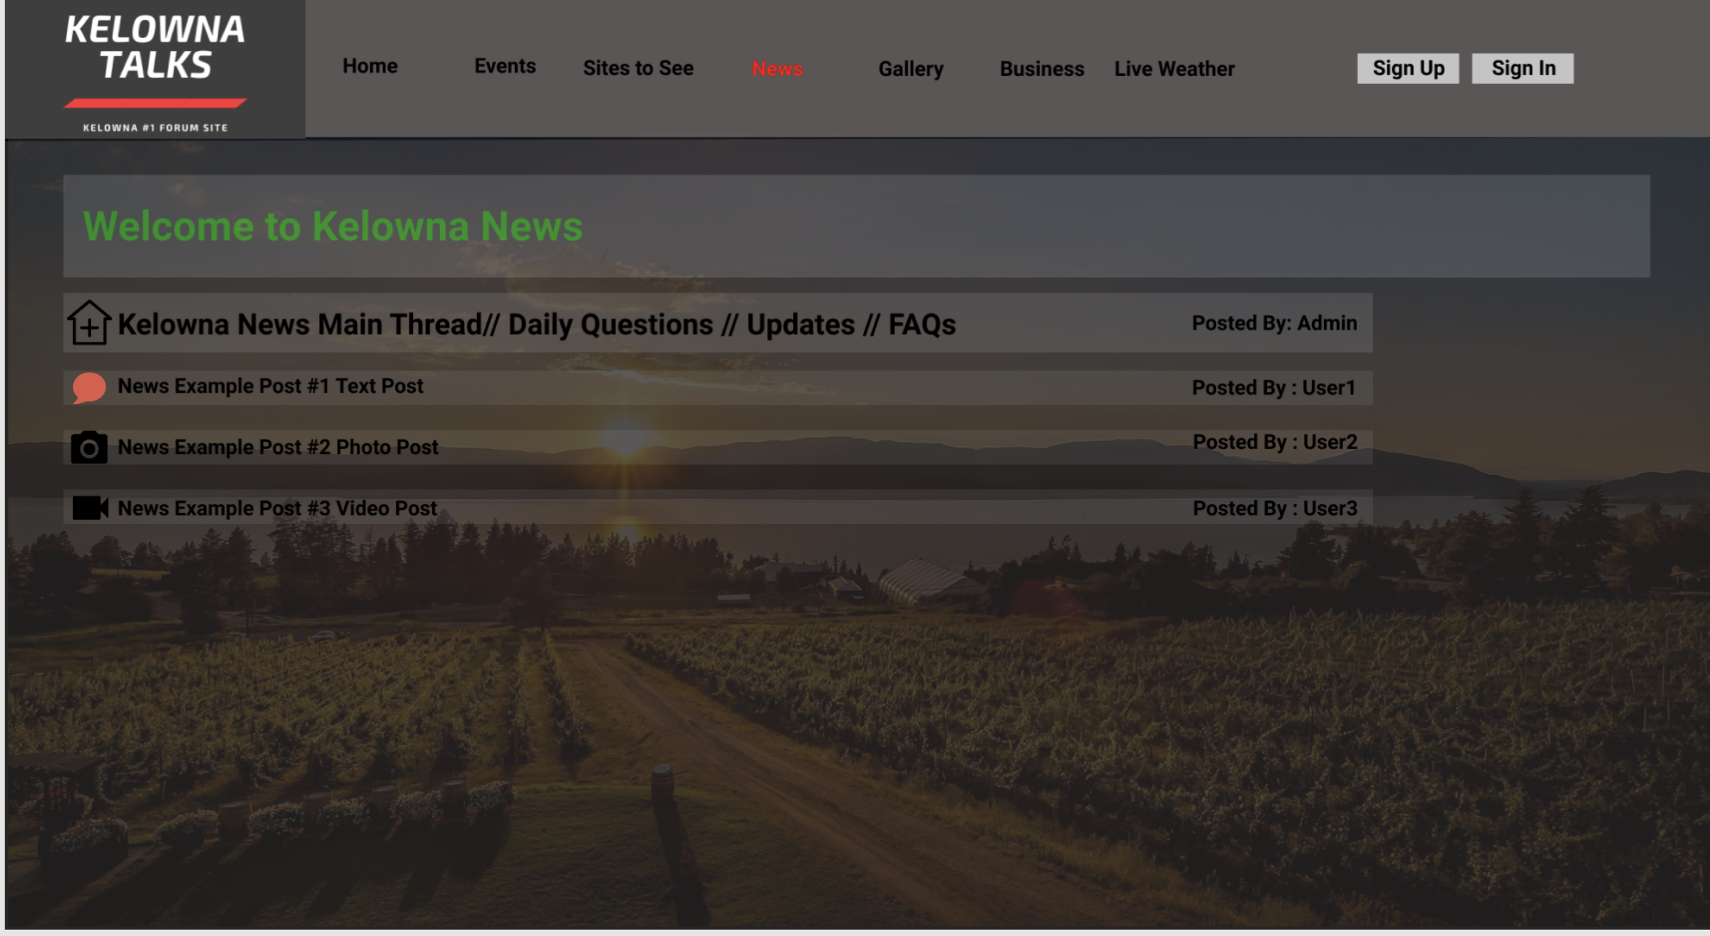 KELOWNA
TALKS
KELOWNA #1 FORUM SITE
Home Events Sites to See News Gallery Business Live Weather Sign Up Sign In
Welcome to Kelowna News
Kelowna News Main Thread// Daily Questions // Updates // FAQs Posted By: Admin
News Example Post #1 Text Post Posted By : User1
News Example Post #2 Photo Post Posted By : User2
News Example Post #3 Video Post Posted By : User3